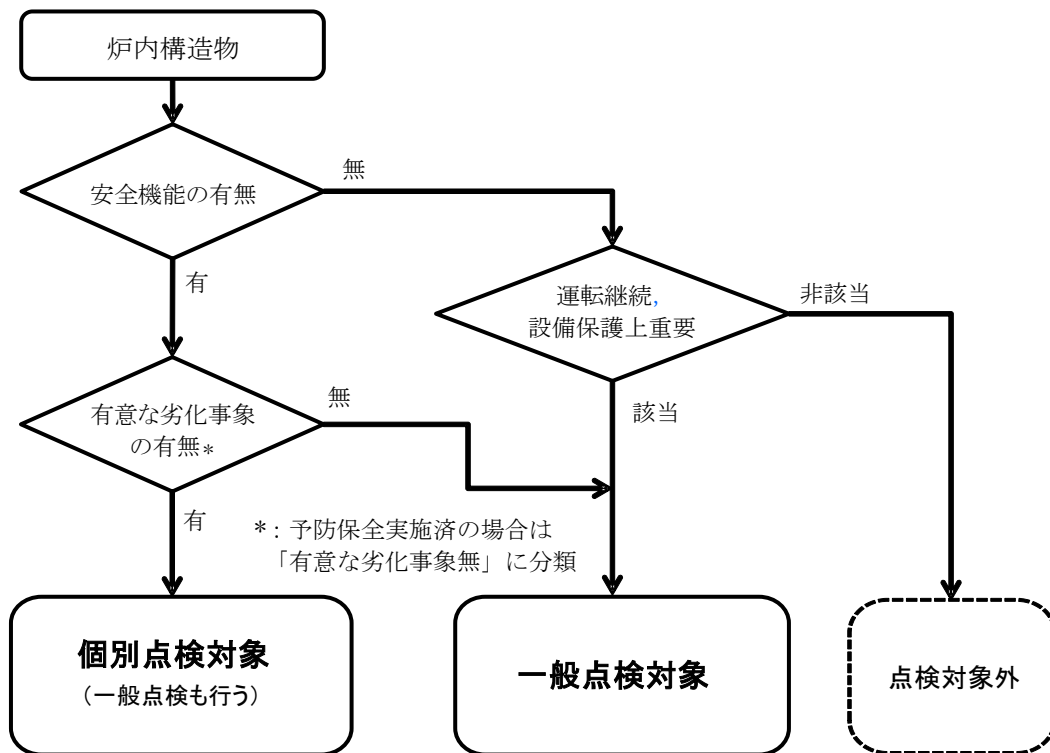 炉内構造物
安全機能の有無
無
有
運転継続,
設備保護上重要
非該当
該当
有意な劣化事象
の有無*
無
有
*：予防保全実施済の場合は
「有意な劣化事象無」に分類
個別点検対象
(一般点検も行う)
一般点検対象
点検対象外